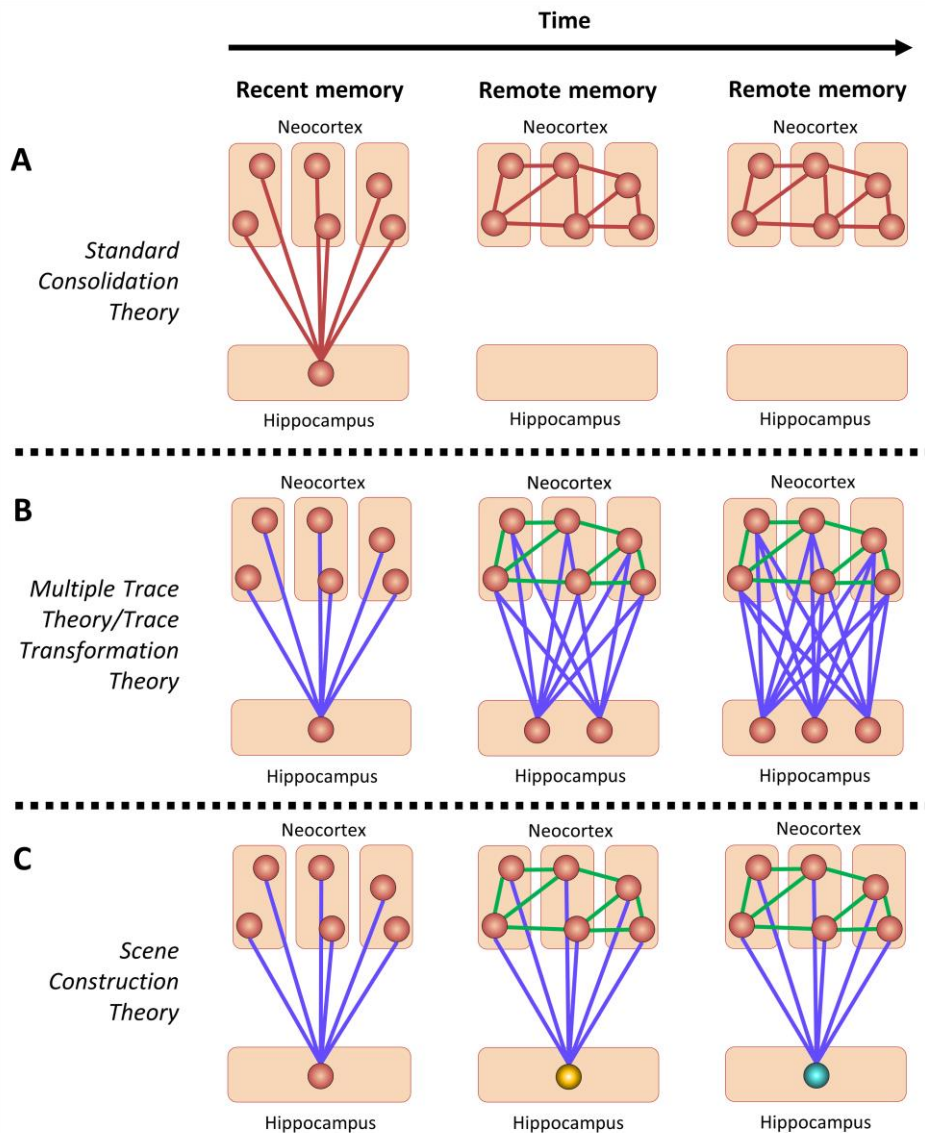 Time
Recent memory
Remote memory
Remote memory
A
Neocortex
Neocortex
Neocortex
Standard
Consolidation
Theory
Hippocampus
Hippocampus
Hippocampus
B
Neocortex
Neocortex
Neocortex
Multiple Trace
Theory/Trace
Transformation
Theory
Hippocampus
Hippocampus
Hippocampus
C
Neocortex
Neocortex
Neocortex
Scene
Construction
Theory
Hippocampus
Hippocampus
Hippocampus